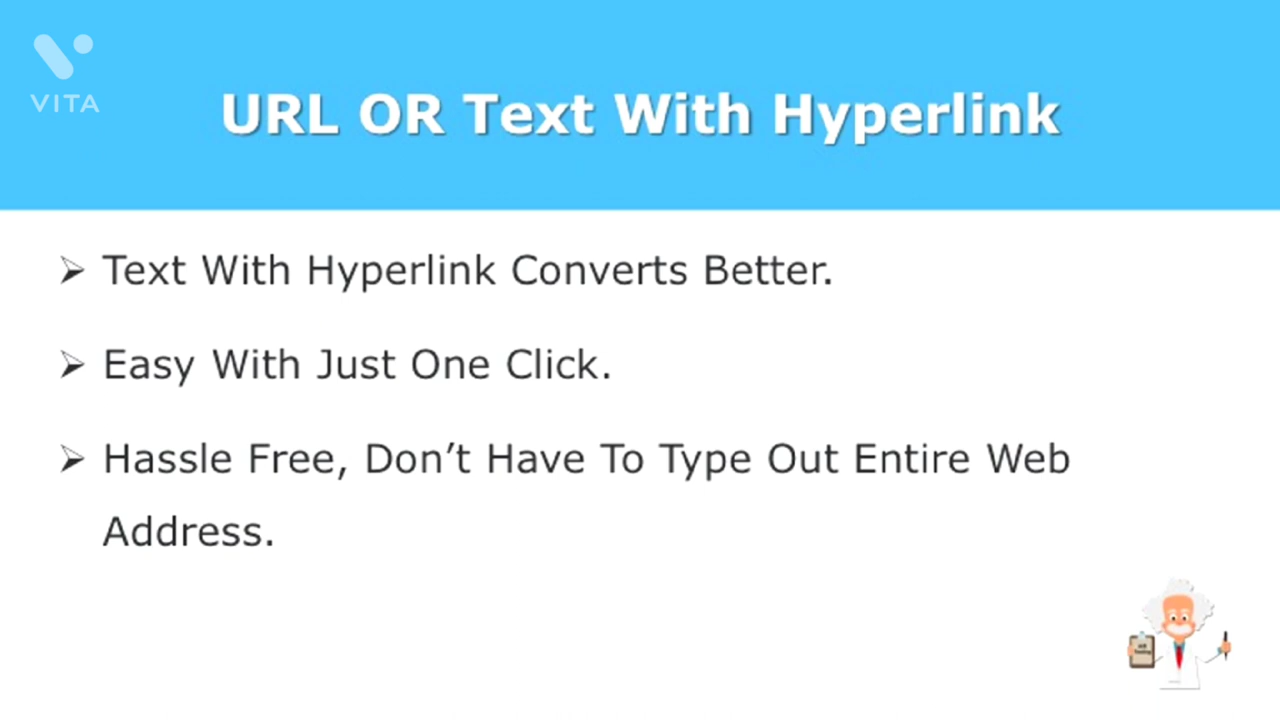 VITA
URL OR Text With Hyperlink
➢ Text With Hyperlink Converts Better.
➢ Easy With Just One Click.
➢ Hassle Free, Don’t Have To Type Out Entire Web
Address.